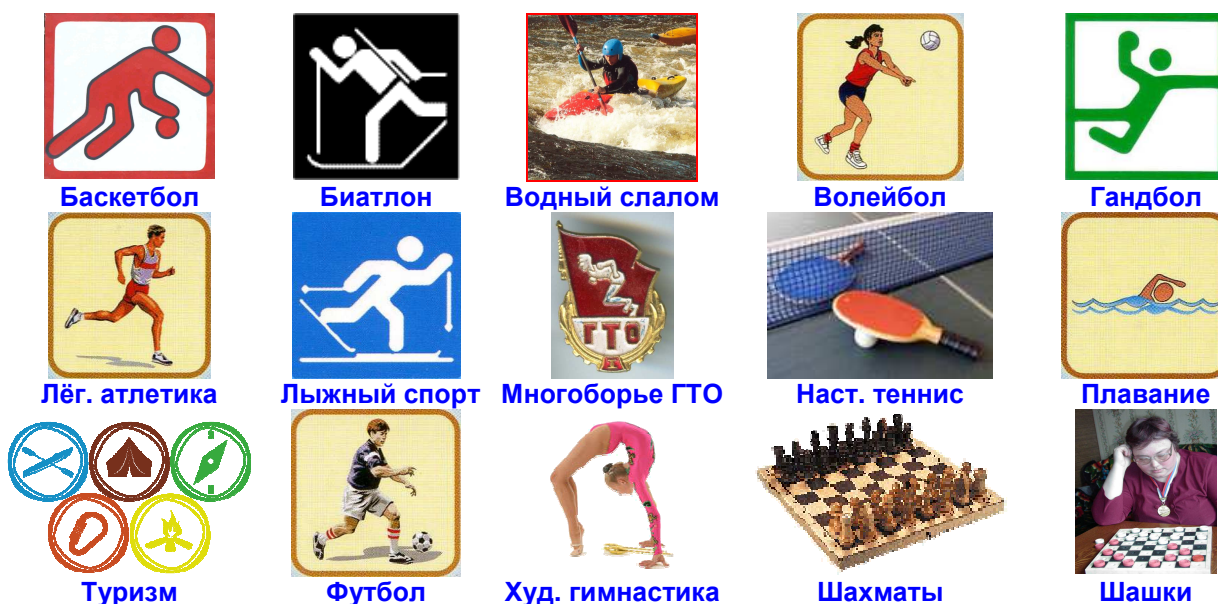 Баскетбол
Биатлон
Водный слалом
Волейбол
Гандбол
ГТО
Лёг. атлетика
Лыжный спорт
Многоборье ГТО
Наст. теннис
Плавание
Туризм
Футбол
Худ. гимнастика
Шахматы
Шашки